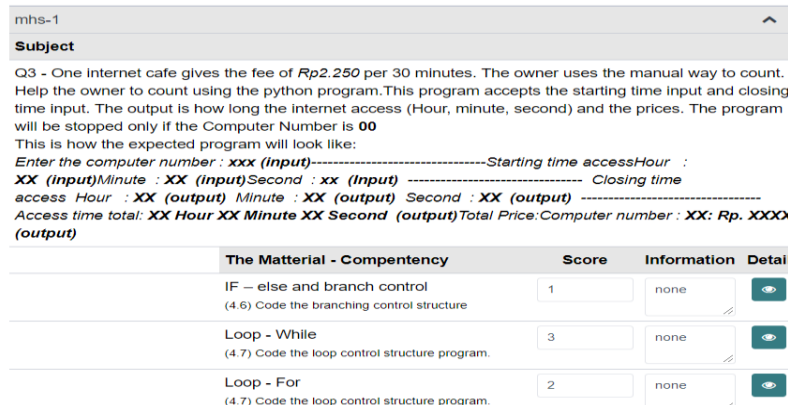 mhs-1
Subject
Q3 - One internet cafe gives the fee of Rp2.250 per 30 minutes. The owner uses the manual way to count.
Help the owner to count using the python program.This program accepts the starting time input and closing
time input. The output is how long the internet access (Hour, minute, second) and the prices. The program
will be stopped only if the Computer Number is 00
This is how the expected program will look like:
Enter the computer number : xxx (input)--------------------------------Starting time accessHour :
XX (input)Minute : XX (input)Second : xx (Input) -------------------------------- Closing time
access Hour : XX (output) Minute : XX (output) Second : XX (output) ---------------------------------
Access time total: XX Hour XX Minute XX Second (output)Total Price:Computer number : XX: Rp. XXXX
(output)
The Matterial - Compentency Score Information Detai
IF – else and branch control 1 none
(4.6) Code the branching control structure
Loop - While 3 none
(4.7) Code the loop control structure program.
Loop - For 2 none
(4.7) Code the loop control structure program.